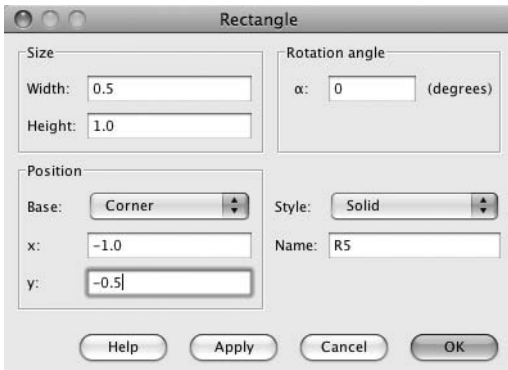 Rectangle
Size
Width: 0.5
Height: 1.0
Rotation angle
α: 0 (degrees)
Position
Base: Corner
x: −1.0
y: −0.5
Style: Solid
Name: R5
Help Apply Cancel OK